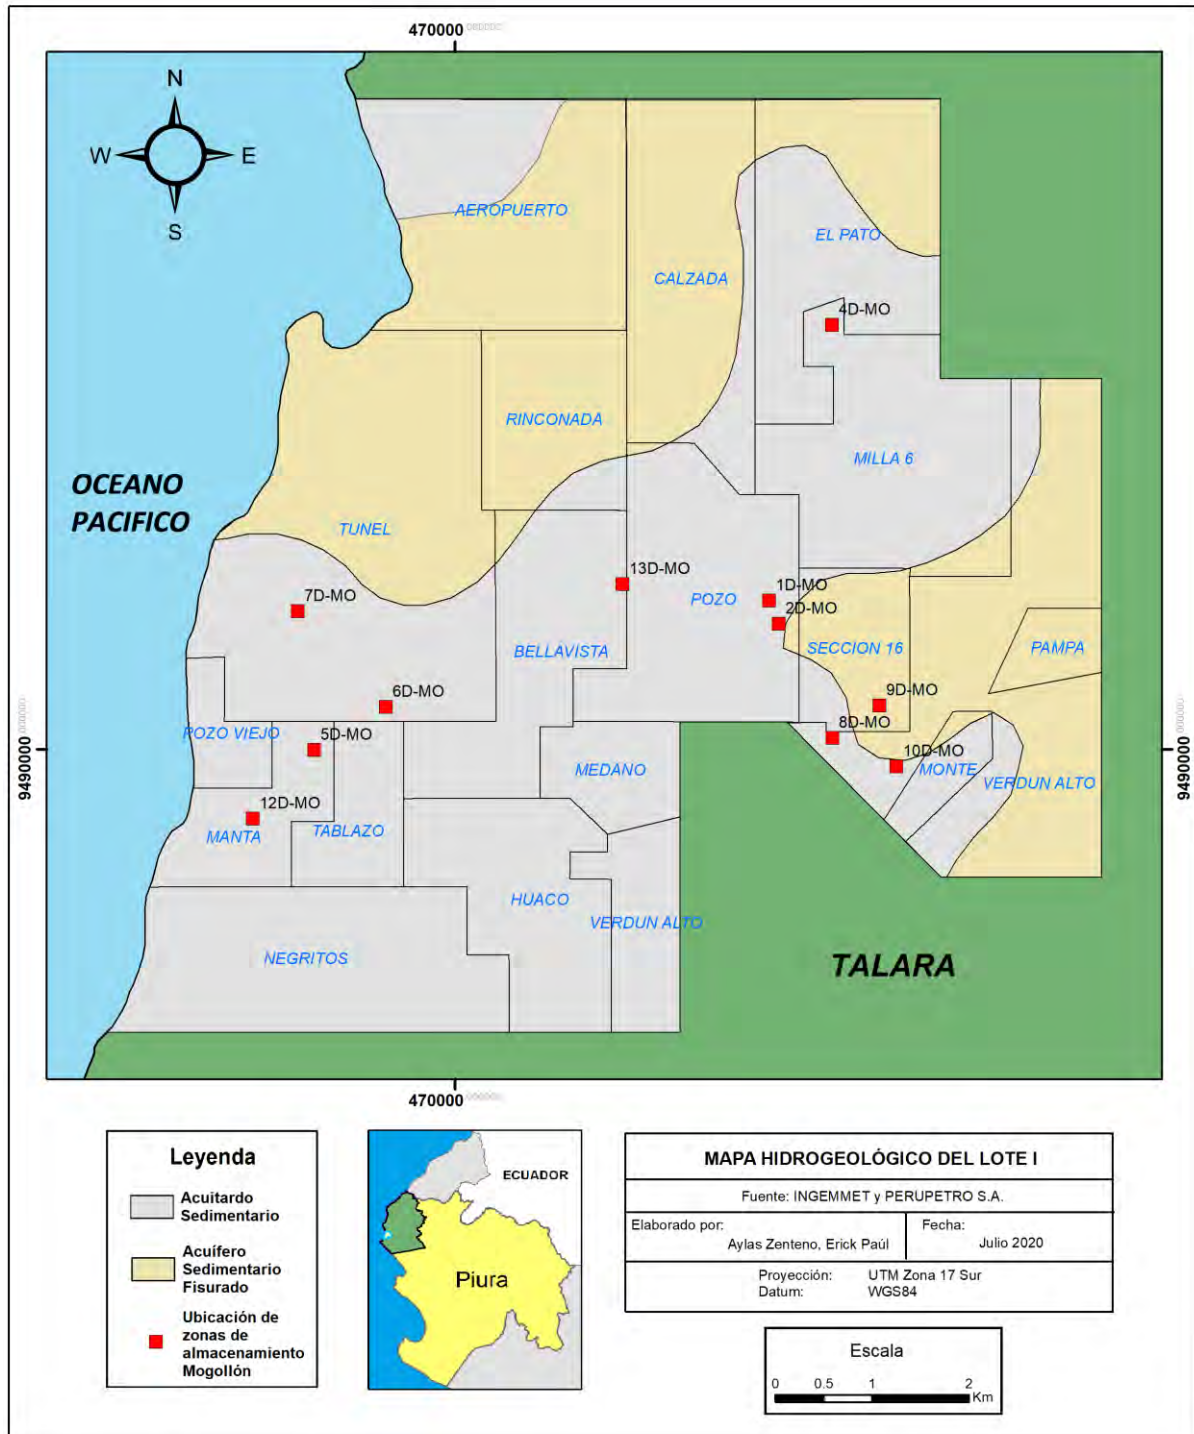 470000
N
W
E
S
AEROPUERTO
EL PATO
CALZADA
4D-MO
RINCONADA
MILLA 6
OCEANO
PACIFICO
TUNEL
13D-MO
1D-MO
7D-MO
POZO
2D-MO
BELLAVISTA
SECCION 16
PAMPA
6D-MO
9D-MO
POZO VIEJO
5D-MO
8D-MO
9490000
9490000
MEDANO
10D-MO
MONTE
VERDUN ALTO
12D-MO
MANTA
TABLAZO
HUACO
VERDUN ALTO
NEGRITOS
TALARA
470000
Leyenda
Acuitardo
Sedimentario
Acuífero
Sedimentario
Fisurado
Ubicación de
zonas de
almacenamiento
Mogollón
ECUADOR
Piura
MAPA HIDROGEOLÓGICO DEL LOTE I
Fuente: INGEMMET y PERUPETRO S.A.
Elaborado por:
Aylas Zenteno, Erick Paúl
Fecha:
Julio 2020
Proyección: UTM Zona 17 Sur
Datum: WGS84
Escala
0 0.5 1 2
Km